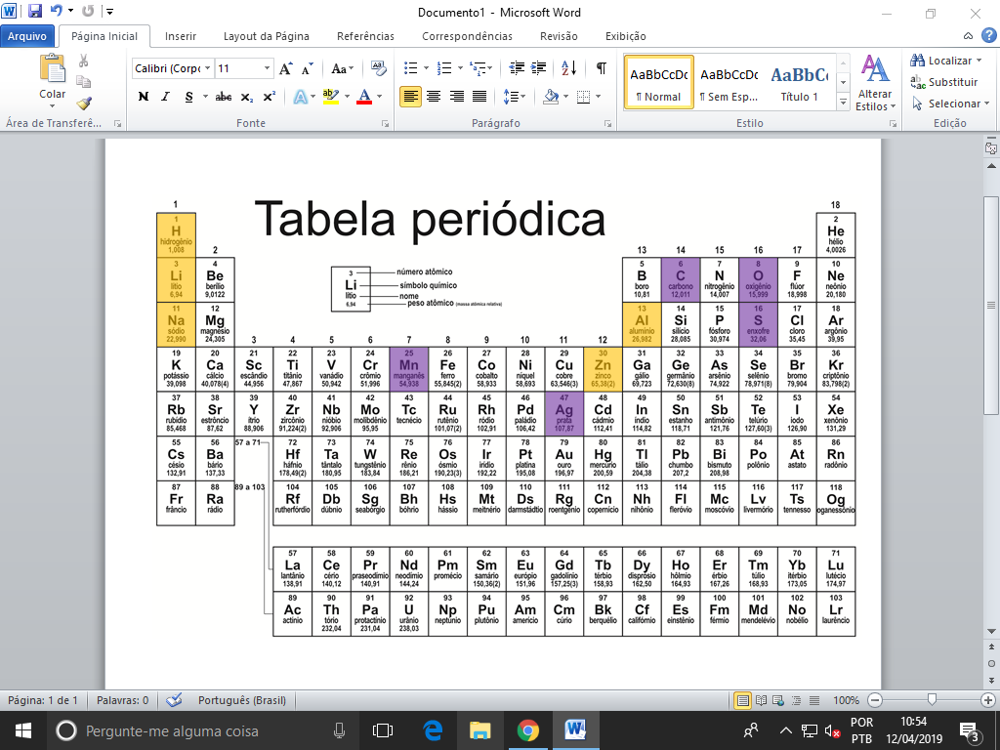 Documento1 - Microsoft Word
Arquivo Página Inicial Inserir Layout da Página Referências Correspondências Revisão Exibição
Colar
Calibri (Corpc 11
N I S abc x₂ x²
AaBbCcDc AaBbCcDc AaBbC
¶ Normal ¶ Sem Esp... Título 1
Alterar Estilos
Localizar
Substituir
Selecionar
Área de Transferê... Fonte Parágrafo Estilo Edição
Tabela periódica
1 18
2 13 14 15 16 17
3 4 5 6 7 8 9 10 11 12
3 Li lítio 6,94
número atômico
símbolo químico
nome
peso atômico (massa atômica relativa)
1 H hidrogênio 1,008
2 He hélio 4,0026
3 Li lítio 6,94
4 Be berílio 9,0122
5 B boro 10,81
6 C carbono 12,011
7 N nitrogênio 14,007
8 O oxigênio 15,999
9 F flúor 18,998
10 Ne neônio 20,180
11 Na sódio 22,990
12 Mg magnésio 24,305
13 Al alumínio 26,982
14 Si silício 28,085
15 P fósforo 30,974
16 S enxofre 32,06
17 Cl cloro 35,45
18 Ar argônio 39,95
19 K potássio 39,098
20 Ca cálcio 40,078(4)
21 Sc escândio 44,956
22 Ti titânio 47,867
23 V vanádio 50,942
24 Cr crômio 51,996
25 Mn manganês 54,938
26 Fe ferro 55,845(2)
27 Co cobalto 58,933
28 Ni níquel 58,693
29 Cu cobre 63,546(3)
30 Zn zinco 65,38(2)
31 Ga gálio 69,723
32 Ge germânio 72,630(8)
33 As arsênio 74,922
34 Se selênio 78,971(8)
35 Br bromo 79,904
36 Kr criptônio 83,798(2)
37 Rb rubídio 85,468
38 Sr estrôncio 87,62
39 Y ítrio 88,906
40 Zr zircônio 91,224(2)
41 Nb nióbio 92,906
42 Mo molibdênio 95,95
43 Tc tecnécio
44 Ru rutênio 101,07(2)
45 Rh ródio 102,91
46 Pd paládio 106,42
47 Ag prata 107,87
48 Cd cádmio 112,41
49 In índio 114,82
50 Sn estanho 118,71
51 Sb antimônio 121,76
52 Te telúrio 127,60(3)
53 I iodo 126,90
54 Xe xenônio 131,29
55 Cs césio 132,91
56 Ba bário 137,33
57 a 71
72 Hf háfnio 178,49(2)
73 Ta tântalo 180,95
74 W tungstênio 183,84
75 Re rênio 186,21
76 Os ósmio 190,23(3)
77 Ir irídio 192,22
78 Pt platina 195,08
79 Au ouro 196,97
80 Hg mercúrio 200,59
81 Tl tálio 204,38
82 Pb chumbo 207,2
83 Bi bismuto 208,98
84 Po polônio
85 At astato
86 Rn radônio
87 Fr frâncio
88 Ra rádio
89 a 103
104 Rf rutherfórdio
105 Db dúbnio
106 Sg seabórgio
107 Bh bóhrio
108 Hs hássio
109 Mt meitnério
110 Ds darmstádtio
111 Rg roentgênio
112 Cn copernício
113 Nh nihônio
114 Fl fleróvio
115 Mc moscóvio
116 Lv livermório
117 Ts tennesso
118 Og oganessônio
57 La lantânio 138,91
58 Ce cério 140,12
59 Pr praseodímio 140,91
60 Nd neodímio 144,24
61 Pm promécio
62 Sm samário 150,36(2)
63 Eu európio 151,96
64 Gd gadolínio 157,25(3)
65 Tb térbio 158,93
66 Dy disprósio 162,50
67 Ho hólmio 164,93
68 Er érbio 167,26
69 Tm túlio 168,93
70 Yb itérbio 173,05
71 Lu lutécio 174,97
89 Ac actínio
90 Th tório 232,04
91 Pa protactínio 231,04
92 U urânio 238,03
93 Np neptúnio
94 Pu plutônio
95 Am amerício
96 Cm cúrio
97 Bk berquélio
98 Cf califórnio
99 Es einstênio
100 Fm férmio
101 Md mendelévio
102 No nobélio
103 Lr laurêncio
Página: 1 de 1 Palavras: 0 Português (Brasil) 100%
Pergunte-me alguma coisa
POR PTB
10:54
12/04/2019
3